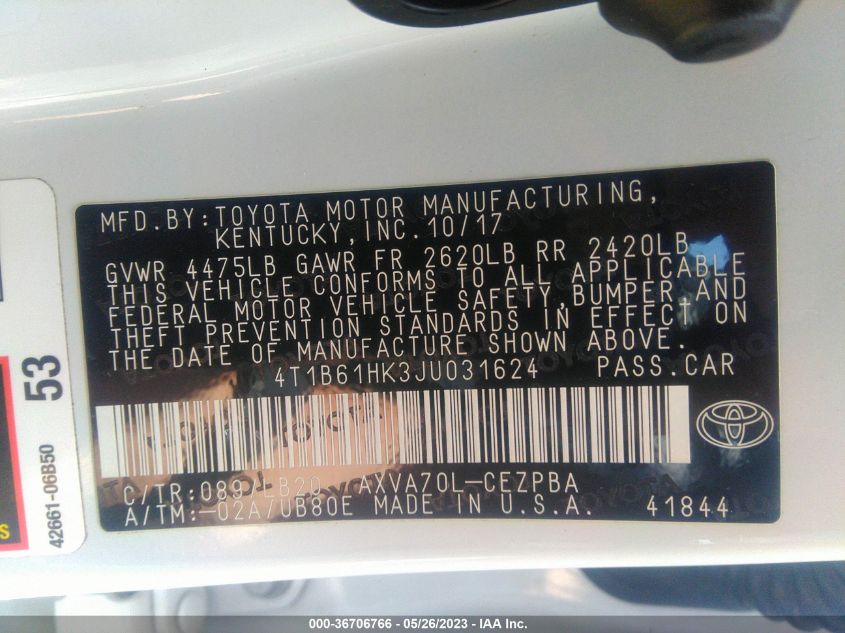 MFD.BY:TOYOTA MOTOR MANUFACTURING,
KENTUCKY,INC.10/17
GVWR 4475LB GAWR FR 2620LB RR 2420LB
THIS VEHICLE CONFORMS TO ALL APPLICABLE
FEDERAL MOTOR VEHICLE SAFETY,BUMPER,AND
THEFT PREVENTION STANDARDS IN EFFECT ON
THE DATE OF MANUFACTURE SHOWN ABOVE.
4T1B61HK3JU031624 PASS.CAR
C/TR:089/LB20 AXVA70L-CEZPBA
A/TM:-02A/UB80E MADE IN U.S.A. 41844
53
42661-06B50
S
000-36706766 - 05/26/2023 - IAA Inc.